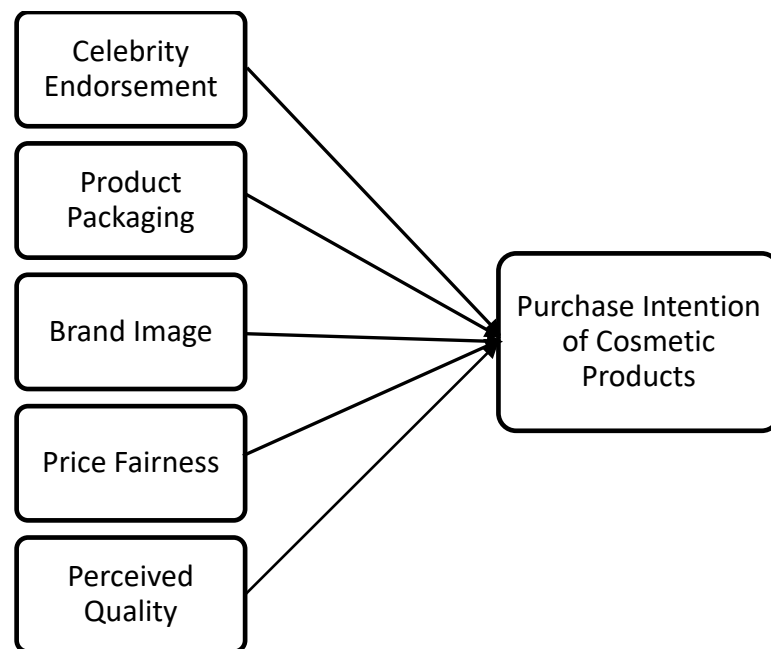 Celebrity
Endorsement
Product
Packaging
Brand Image
Price Fairness
Perceived
Quality
Purchase Intention
of Cosmetic
Products